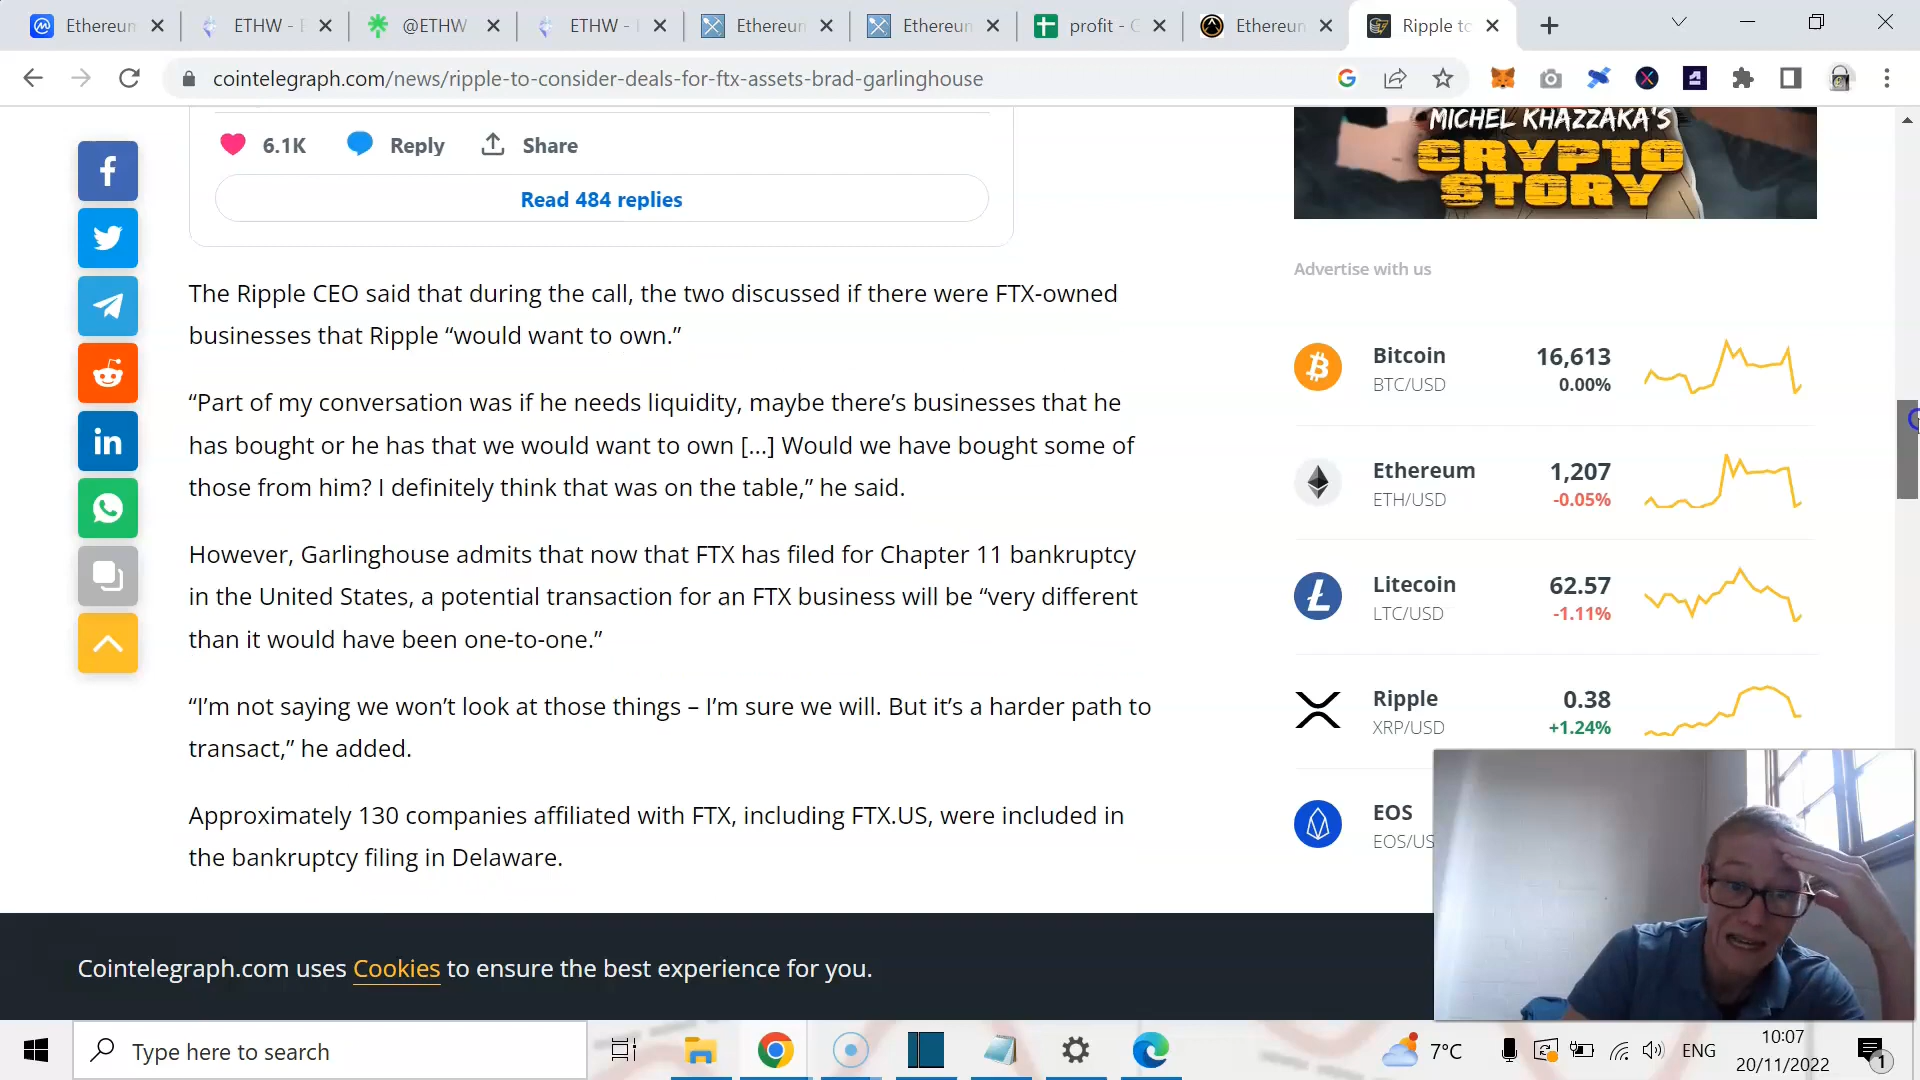 Ethereum
ETHW - E
@ETHW
ETHW -
Ethereum
Ethereum
profit - G
Ethereum
Ripple to
cointelegraph.com/news/ripple-to-consider-deals-for-ftx-assets-brad-garlinghouse
6.1K
Reply
Share
Read 484 replies
The Ripple CEO said that during the call, the two discussed if there were FTX-owned
businesses that Ripple “would want to own.”
“Part of my conversation was if he needs liquidity, maybe there’s businesses that he
has bought or he has that we would want to own [...] Would we have bought some of
those from him? I definitely think that was on the table,” he said.
However, Garlinghouse admits that now that FTX has filed for Chapter 11 bankruptcy
in the United States, a potential transaction for an FTX business will be “very different
than it would have been one-to-one.”
“I’m not saying we won’t look at those things – I’m sure we will. But it’s a harder path to
transact,” he added.
Approximately 130 companies affiliated with FTX, including FTX.US, were included in
the bankruptcy filing in Delaware.
MICHEL KHAZZAKA'S
CRYPTO
STORY
Advertise with us
Bitcoin 16,613
BTC/USD 0.00%
Ethereum 1,207
ETH/USD -0.05%
Litecoin 62.57
LTC/USD -1.11%
Ripple 0.38
XRP/USD +1.24%
EOS
EOS/US
Cointelegraph.com uses Cookies to ensure the best experience for you.
Type here to search
7°C
ENG
10:07
20/11/2022
1